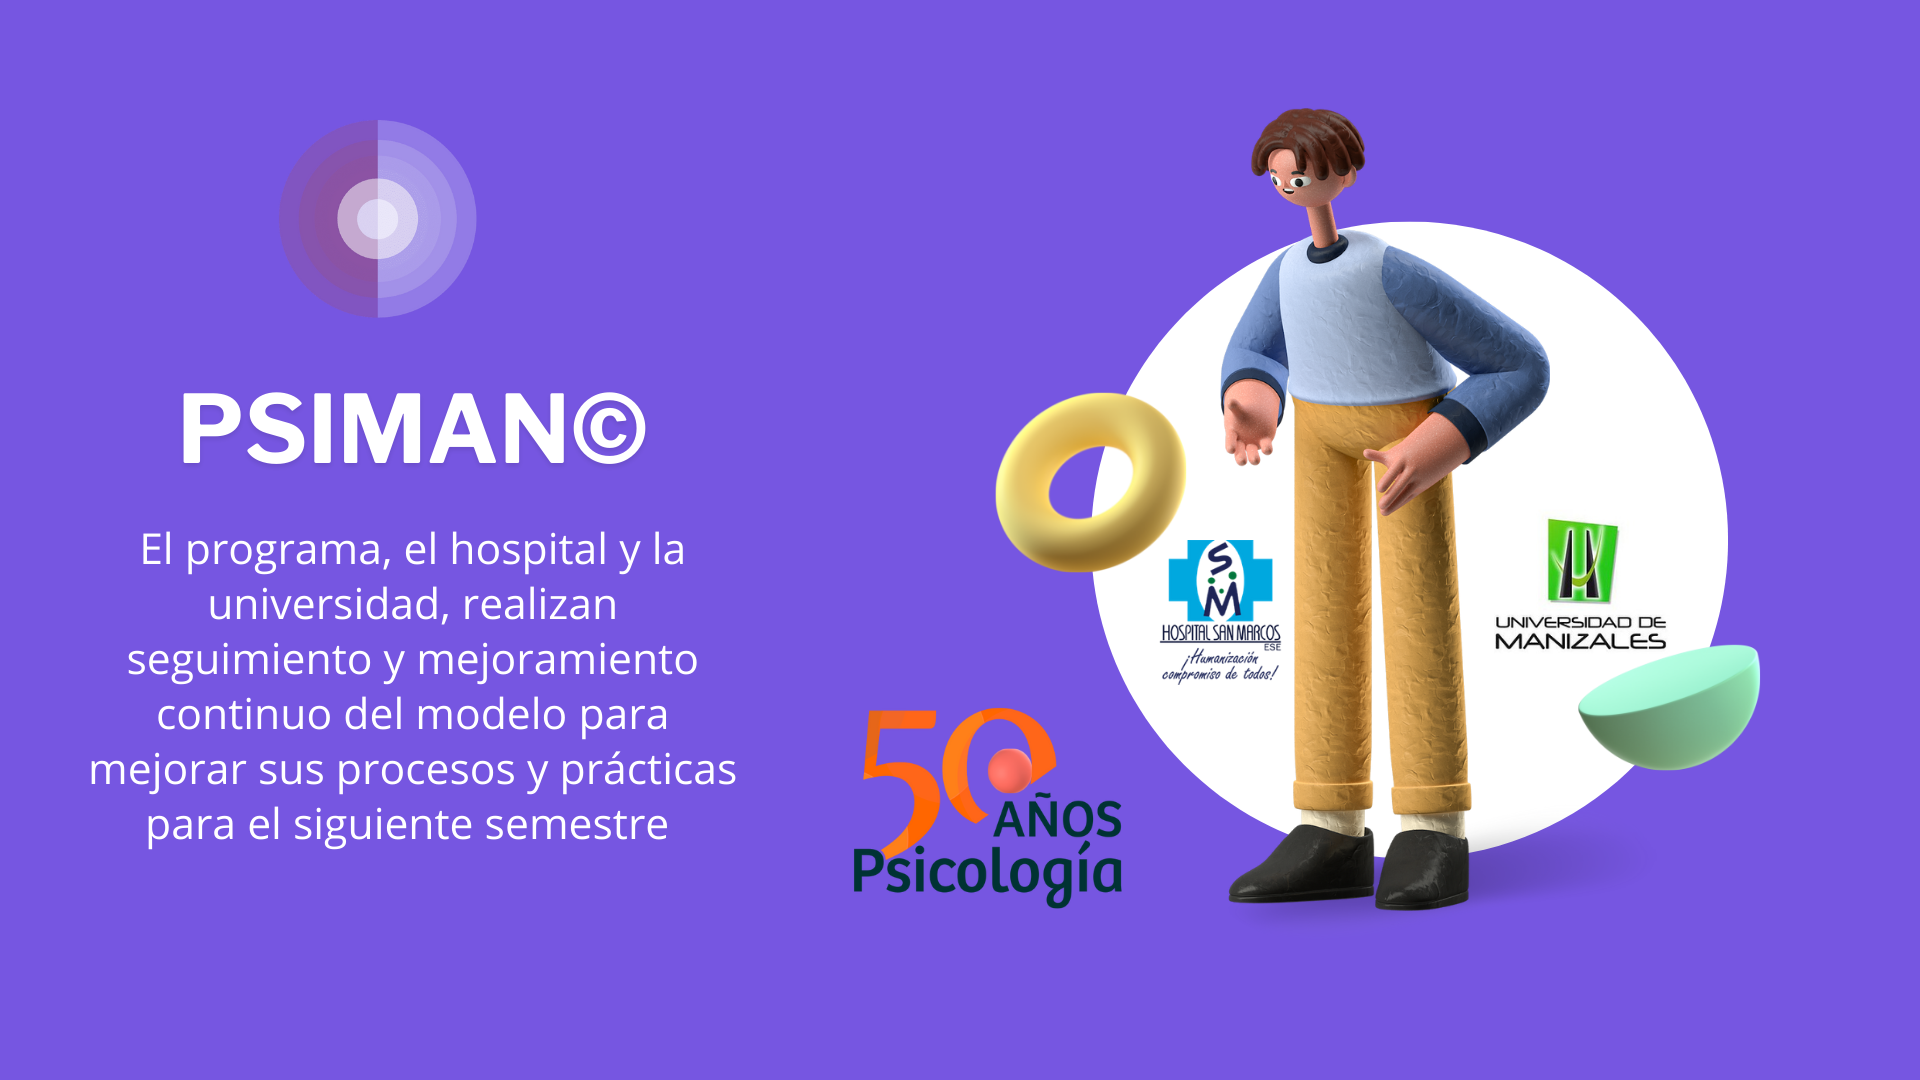 PSIMAN©
El programa, el hospital y la
universidad, realizan
seguimiento y mejoramiento
continuo del modelo para
mejorar sus procesos y prácticas
para el siguiente semestre
50
AÑOS
Psicología
SM
HOSPITAL SAN MARCOS
ESE
¡Humanización
compromiso de todos!
UNIVERSIDAD DE
MANIZALES